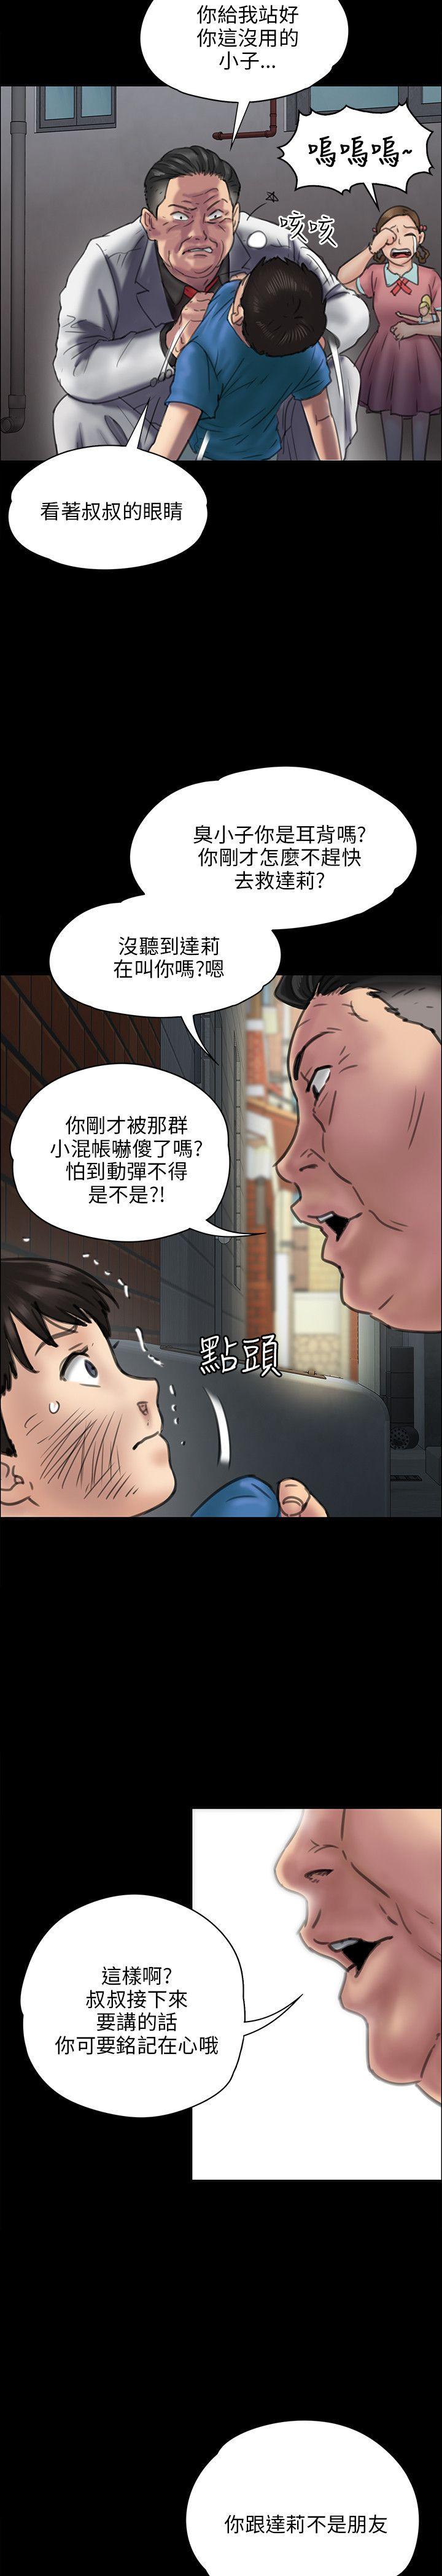 你給我站好
你這沒用的
小子...
嗚嗚嗚~
咳咳
看著叔叔的眼睛
臭小子你是耳背嗎?
你剛才怎麼不趕快
去救達莉?
沒聽到達莉
在叫你嗎?嗯
你剛才被那群
小混帳嚇傻了嗎?
怕到動彈不得
是不是?!
點頭
這樣啊?
叔叔接下來
要講的話
你可要銘記在心哦
你跟達莉不是朋友